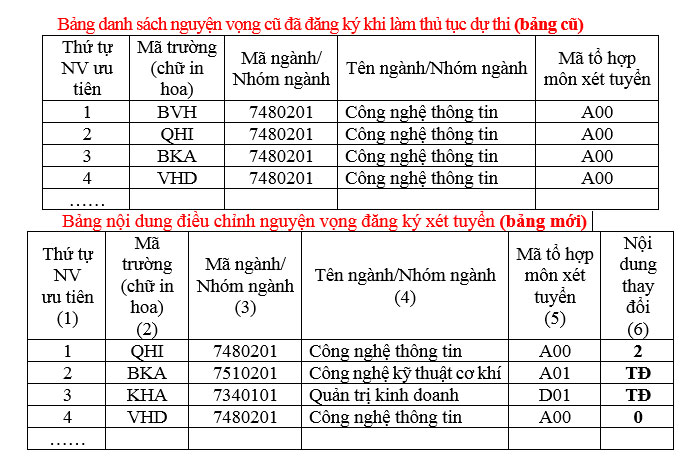 Bảng danh sách nguyện vọng cũ đã đăng ký khi làm thủ tục dự thi (bảng cũ)
Thứ tự NV ưu tiên | Mã trường (chữ in hoa) | Mã ngành/ Nhóm ngành | Tên ngành/Nhóm ngành | Mã tổ hợp môn xét tuyển
1 | BVH | 7480201 | Công nghệ thông tin | A00
2 | QHI | 7480201 | Công nghệ thông tin | A00
3 | BKA | 7480201 | Công nghệ thông tin | A00
4 | VHD | 7480201 | Công nghệ thông tin | A00
……
Bảng nội dung điều chỉnh nguyện vọng đăng ký xét tuyển (bảng mới)
Thứ tự NV ưu tiên (1) | Mã trường (chữ in hoa) (2) | Mã ngành/ Nhóm ngành (3) | Tên ngành/Nhóm ngành (4) | Mã tổ hợp môn xét tuyển (5) | Nội dung thay đổi (6)
1 | QHI | 7480201 | Công nghệ thông tin | A00 | 2
2 | BKA | 7510201 | Công nghệ kỹ thuật cơ khí | A01 | TĐ
3 | KHA | 7340101 | Quản trị kinh doanh | D01 | TĐ
4 | VHD | 7480201 | Công nghệ thông tin | A00 | 0
……